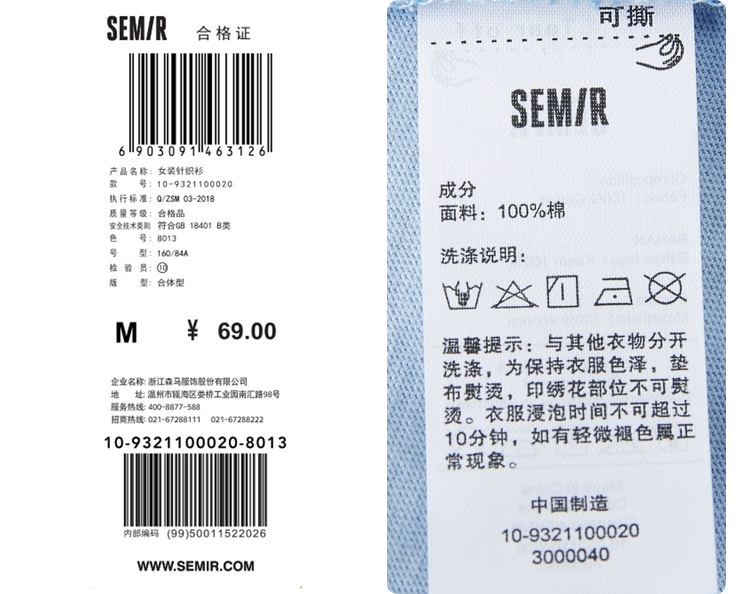 SEMIR 合格证
6 903091 463126
产品名称: 女装针织衫
款 号: 10-9321100020
执行标准: Q/ZSM 03-2018
质量等级: 合格品
安全技术类别 符合GB 18401 B类
色 号: 8013
号 型: 160/84A
检 验 员: ⑩
版 型: 合体型
M ¥ 69.00
企业名称: 浙江森马服饰股份有限公司
地 址: 温州市瓯海区娄桥工业园南汇路98号
服务热线: 400-8877-588
招商热线: 021-67288111 021-67288222
10-9321100020-8013
内部编码 (99)50011522026
WWW.SEMIR.COM
可撕
SEMIR
成分
面料: 100%棉
洗涤说明:
温馨提示: 与其他衣物分开
洗涤, 为保持衣服色泽, 垫
布熨烫, 印绣花部位不可熨
烫。衣服浸泡时间不可超过
10分钟, 如有轻微褪色属正
常现象。
中国制造
10-9321100020
3000040